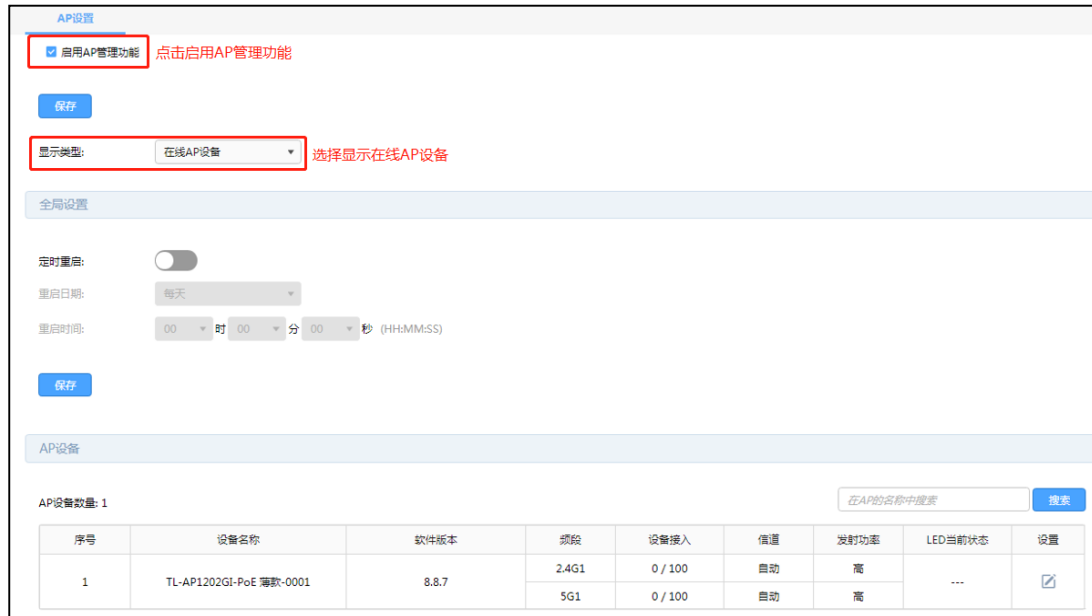 AP设置
启用AP管理功能 点击启用AP管理功能
保存
显示类型: 在线AP设备 选择显示在线AP设备
全局设置
定时重启:
重启日期: 每天
重启时间: 00 时 00 分 00 秒 (HH:MM:SS)
保存
AP设备
AP设备数量: 1 在AP的名称中搜索 搜索
序号 设备名称 软件版本 频段 设备接入 信道 发射功率 LED当前状态 设置
1 TL-AP1202GI-PoE 薄款-0001 8.8.7 2.4G1 0 / 100 自动 高 ---
5G1 0 / 100 自动 高